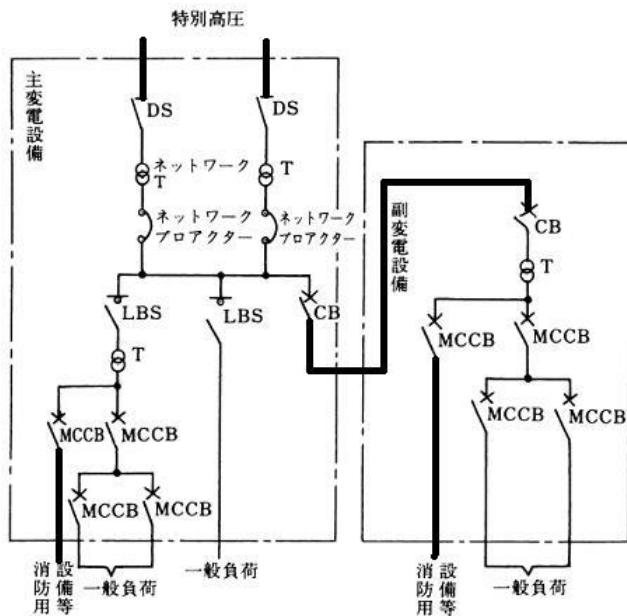 特別高圧
主変電設備
DS
DS
ネットワーク
T
T
ネットワーク
プロアクター
ネットワーク
プロアクター
副変電設備
CB
T
LBS
LBS
CB
T
MCCB
MCCB
MCCB
MCCB
MCCB
MCCB
MCCB
MCCB
消防用
設備等
一般負荷
一般負荷
消防用
設備等
一般負荷